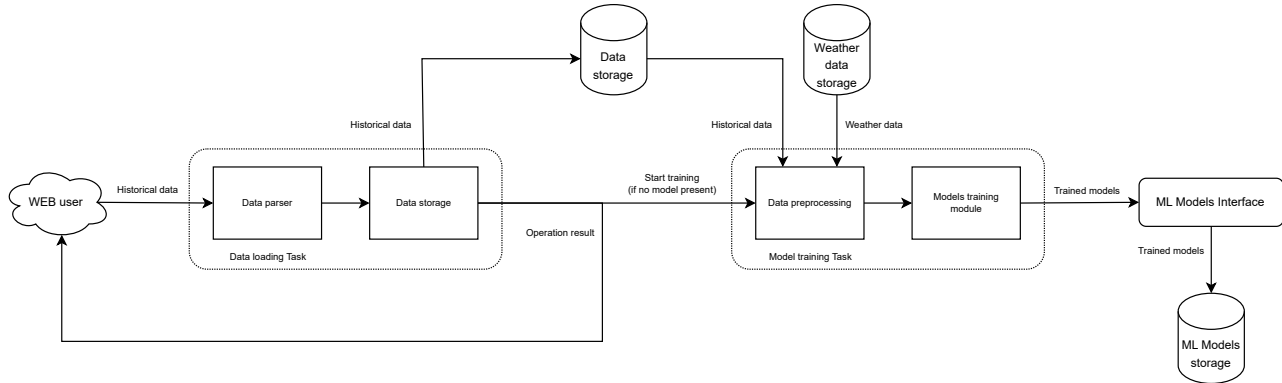 Data
storage
Weather
data
storage
Historical data
Historical data
Weather data
WEB user
Historical data
Data parser
Data storage
Start training
(if no model present)
Data preprocessing
Models training
module
Trained models
ML Models Interface
Operation result
Data loading Task
Model training Task
Trained models
ML Models
storage